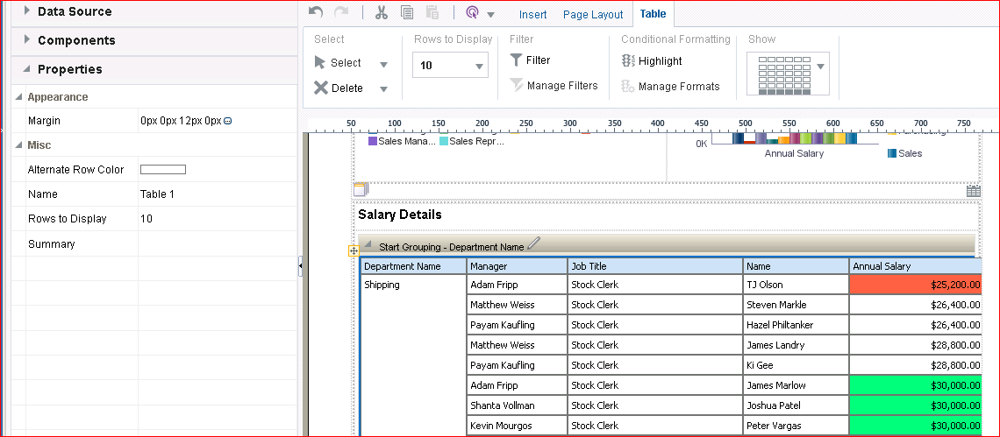 Data Source
Components
Properties
Appearance
Margin 0px 0px 12px 0px
Misc
Alternate Row Color
Name Table 1
Rows to Display 10
Summary
Insert Page Layout Table
Select Rows to Display Filter Conditional Formatting Show
Select 10 Filter Highlight
Delete Manage Filters Manage Formats
50 100 150 200 250 300 350 400 450 500 550 600 650 700 750
Sales Mana... Sales Repr... 0K
Annual Salary Sales
Salary Details
Start Grouping - Department Name
Department Name Manager Job Title Name Annual Salary
Shipping Adam Fripp Stock Clerk TJ Olson $25,200.00
Matthew Weiss Stock Clerk Steven Markle $26,400.00
Payam Kaufling Stock Clerk Hazel Philtanker $26,400.00
Matthew Weiss Stock Clerk James Landry $28,800.00
Payam Kaufling Stock Clerk Ki Gee $28,800.00
Adam Fripp Stock Clerk James Marlow $30,000.00
Shanta Vollman Stock Clerk Joshua Patel $30,000.00
Kevin Mourgos Stock Clerk Peter Vargas $30,000.00